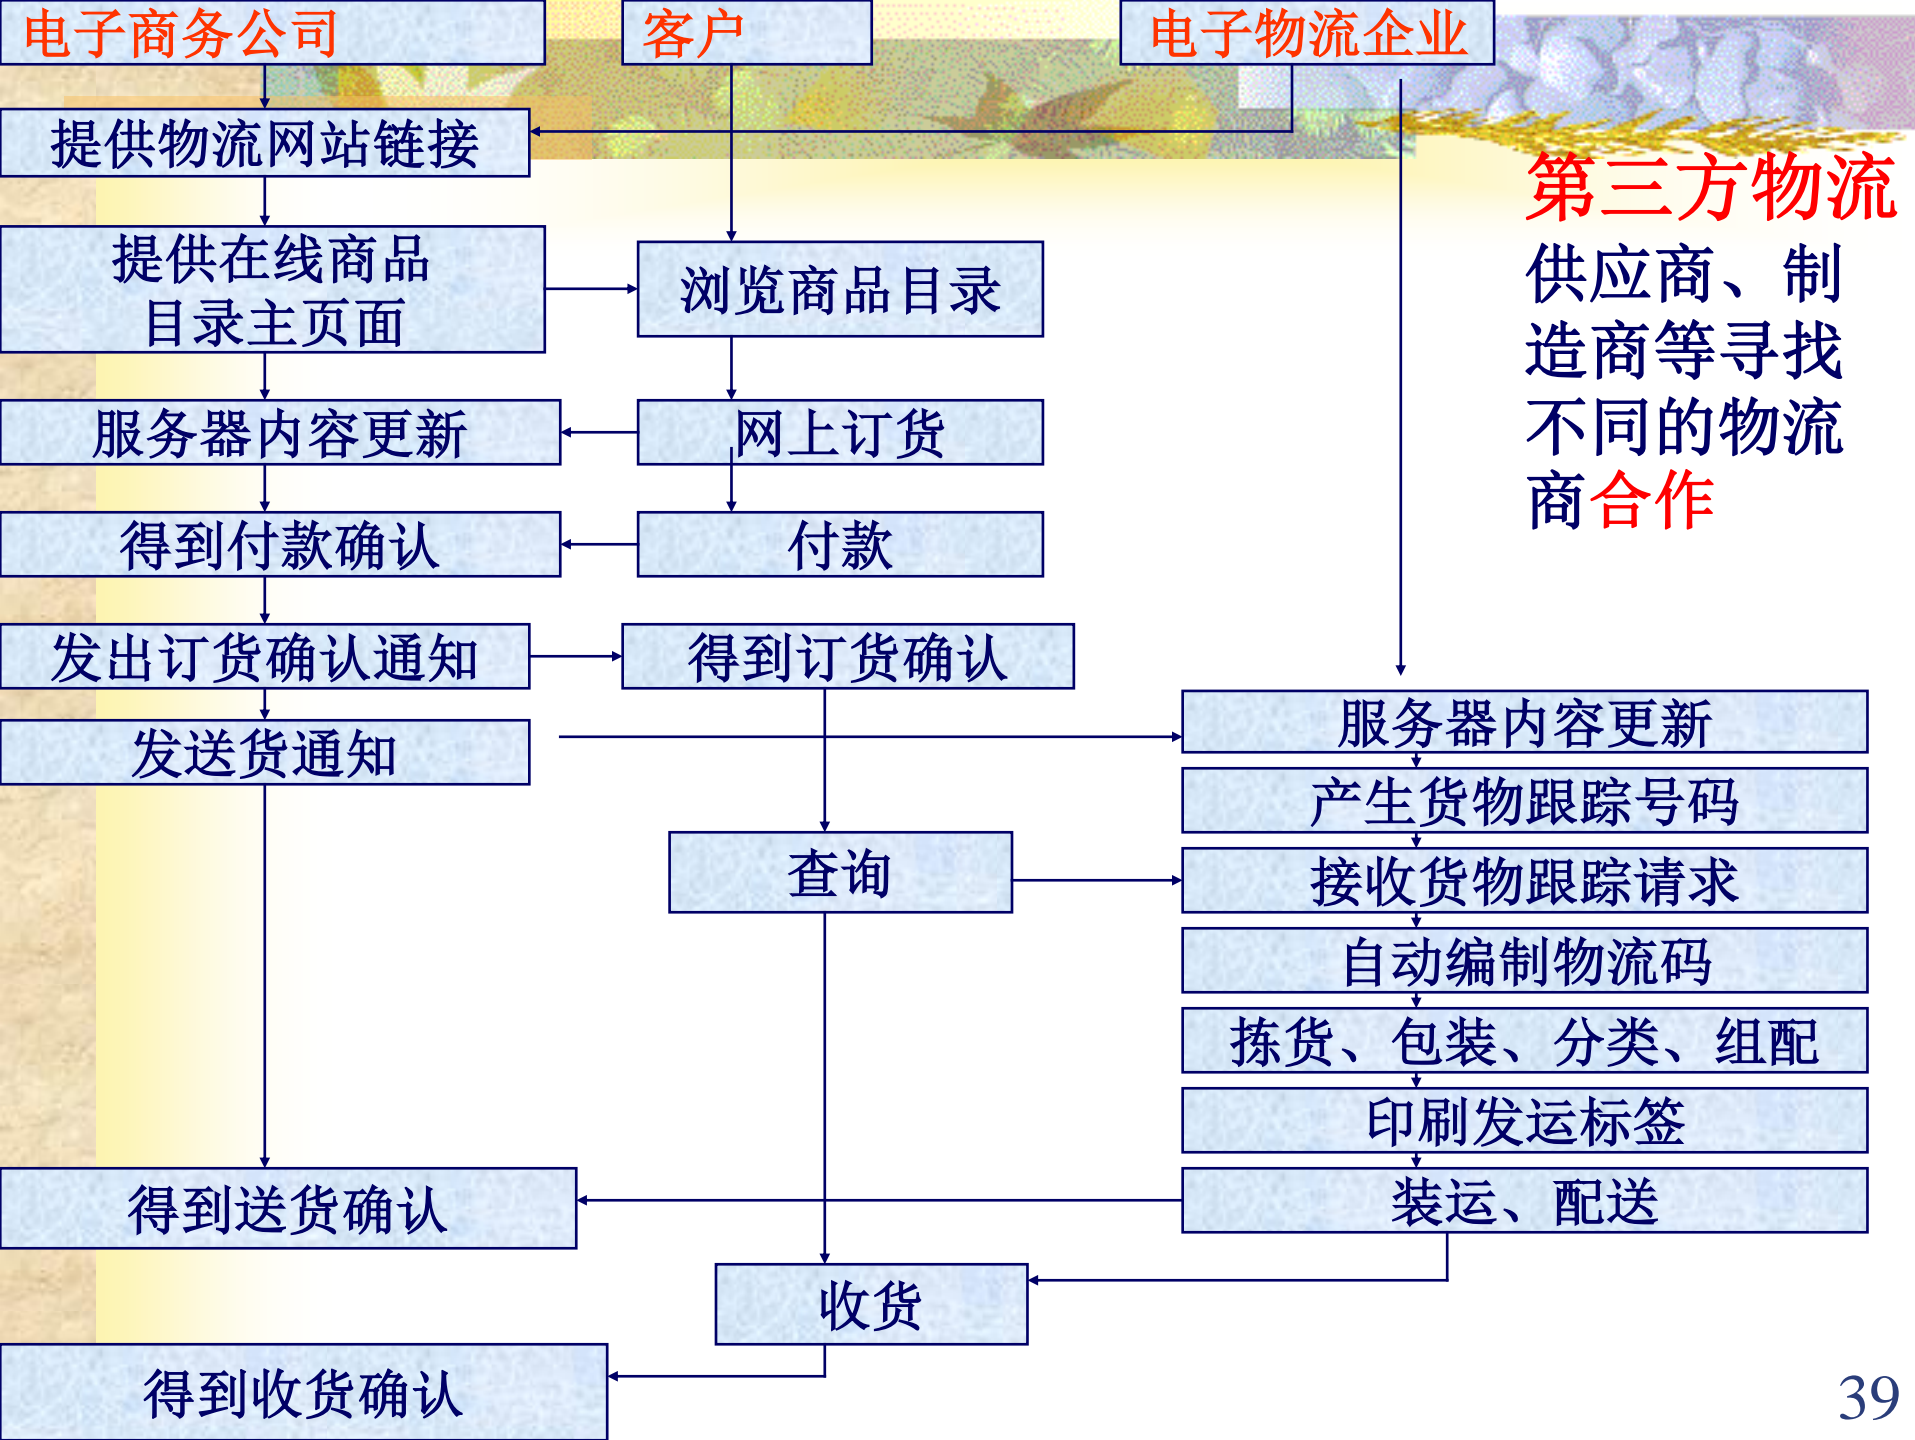 电子商务公司
客户
电子物流企业
提供物流网站链接
第三方物流
供应商、制
造商等寻找
不同的物流
商合作
提供在线商品
目录主页面
浏览商品目录
服务器内容更新
网上订货
得到付款确认
付款
发出订货确认通知
得到订货确认
发送货通知
服务器内容更新
产生货物跟踪号码
查询
接收货物跟踪请求
自动编制物流码
拣货、包装、分类、组配
印刷发运标签
得到送货确认
装运、配送
收货
得到收货确认
39